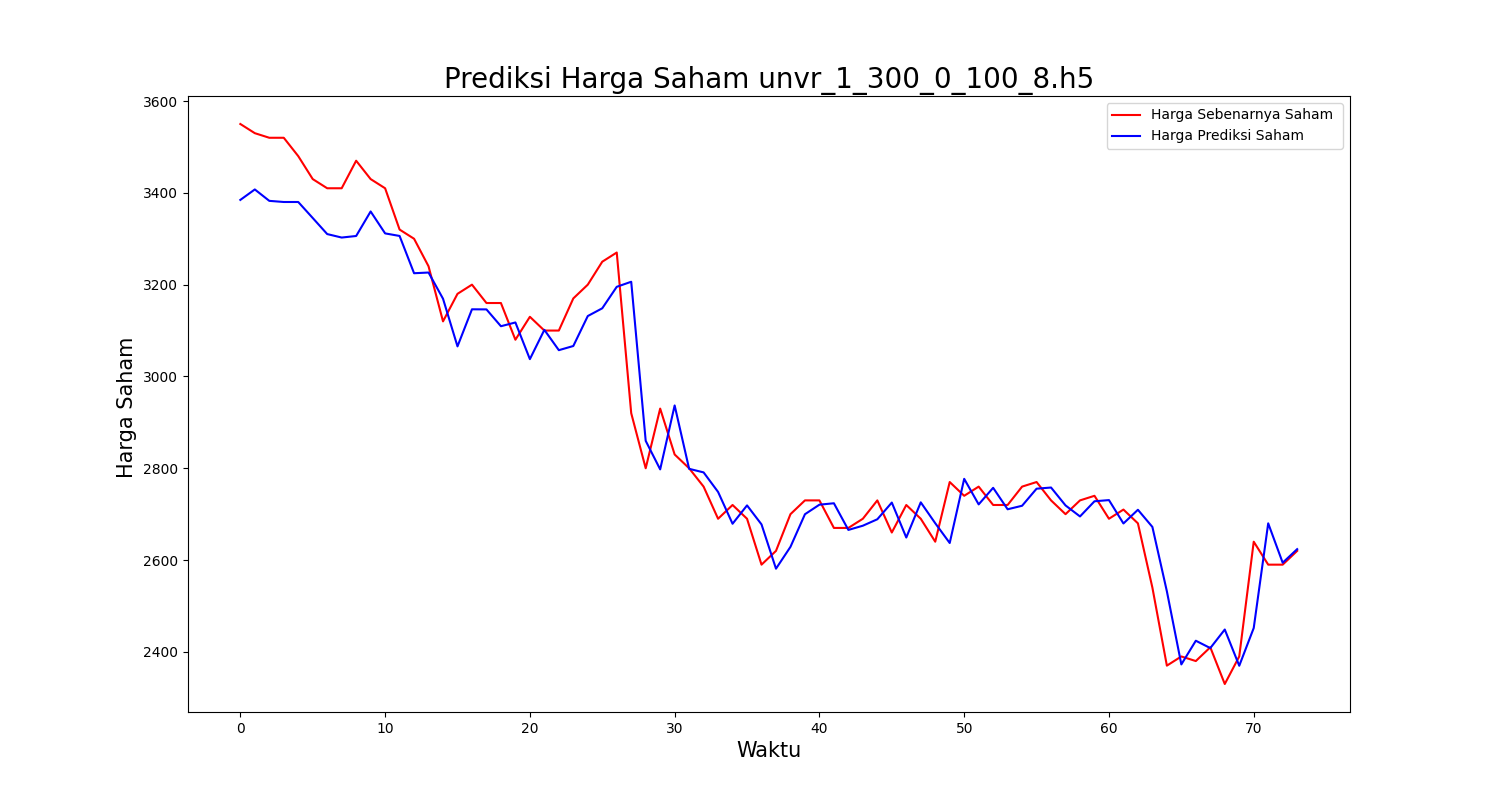 Prediksi Harga Saham unvr_1_300_0_100_8.h5
Harga Sebenarnya Saham
Harga Prediksi Saham
Harga Saham
3600
3400
3200
3000
2800
2600
2400
0 10 20 30 40 50 60 70
Waktu